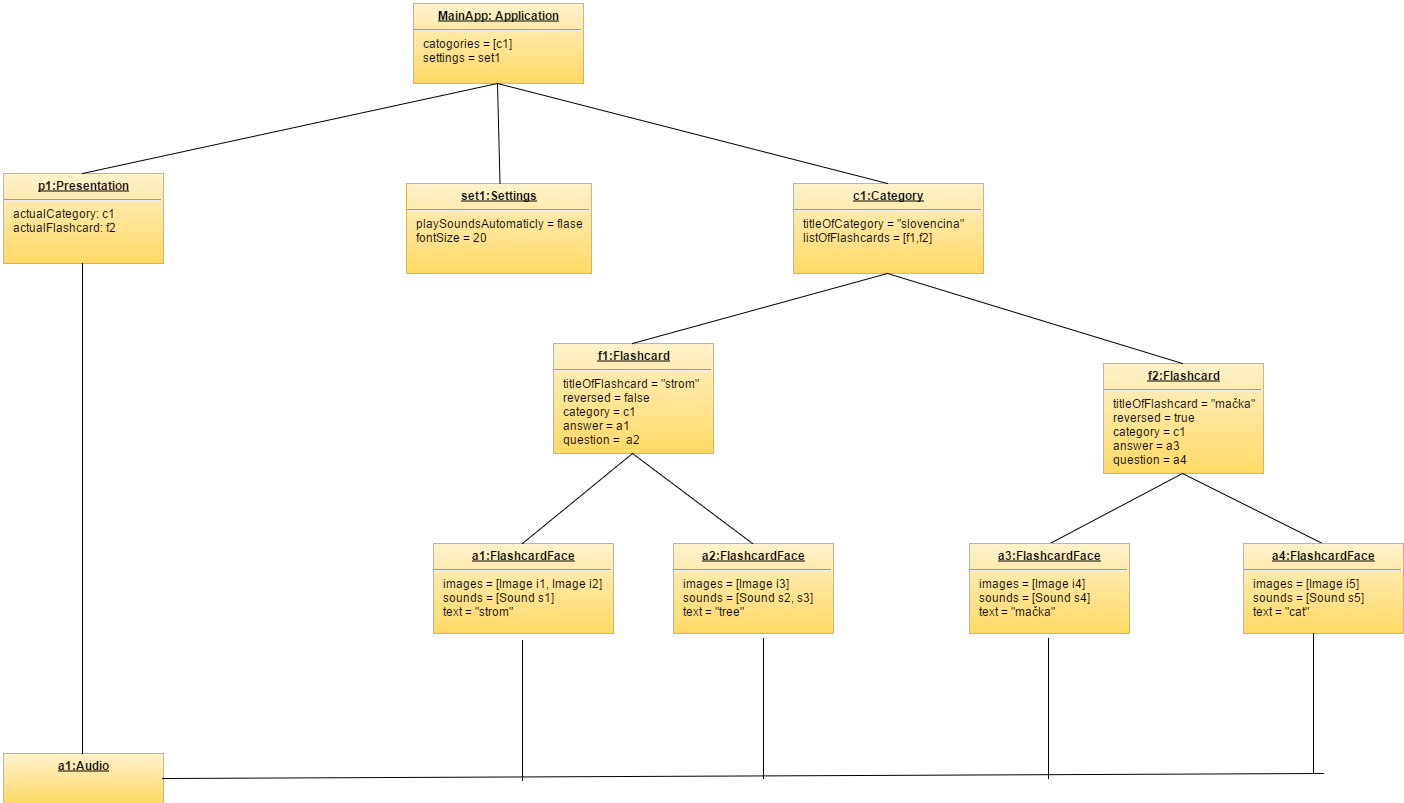 MainApp: Application
catogories = [c1]
settings = set1
p1:Presentation
actualCategory: c1
actualFlashcard: f2
set1:Settings
playSoundsAutomaticly = flase
fontSize = 20
c1:Category
titleOfCategory = "slovencina"
listOfFlashcards = [f1,f2]
f1:Flashcard
titleOfFlashcard = "strom"
reversed = false
category = c1
answer = a1
question =  a2
f2:Flashcard
titleOfFlashcard = "mačka"
reversed = true
category = c1
answer = a3
question = a4
a1:FlashcardFace
images = [Image i1, Image i2]
sounds = [Sound s1]
text = "strom"
a2:FlashcardFace
images = [Image i3]
sounds = [Sound s2, s3]
text = "tree"
a3:FlashcardFace
images = [Image i4]
sounds = [Sound s4]
text = "mačka"
a4:FlashcardFace
images = [Image i5]
sounds = [Sound s5]
text = "cat"
a1:Audio